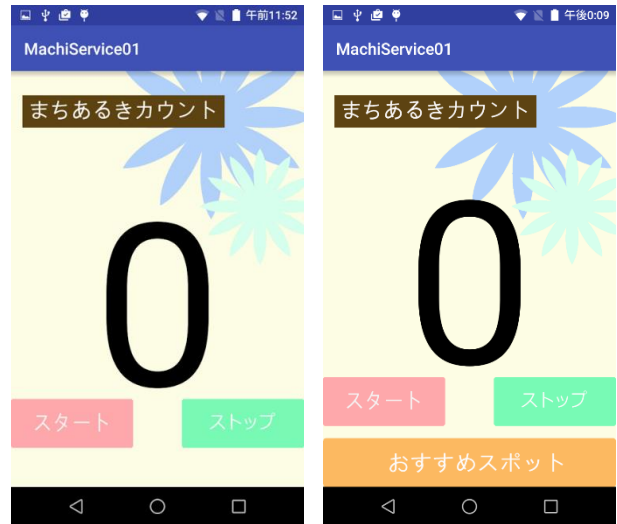 午前11:52
MachiService01
まちあるきカウント
0
スタート
ストップ
午後0:09
MachiService01
まちあるきカウント
0
スタート
ストップ
おすすめスポット